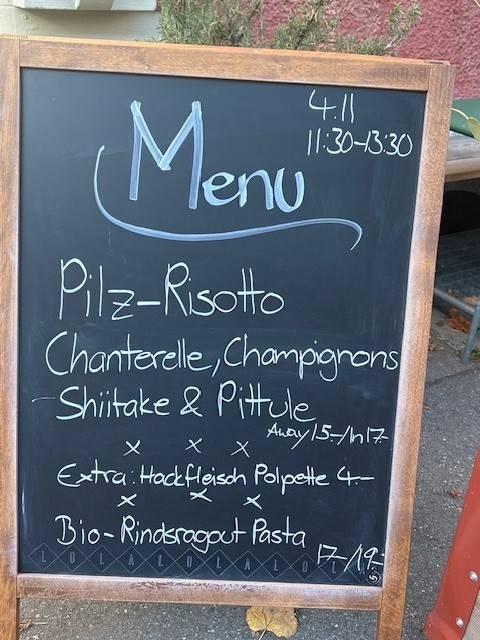 4.11
11:30-13:30
Menu
Pilz-Risotto
Chanterelle, Champignons
Shiitake & Pittule
Away 15.-/In 17.-
x x x
Extra: Hackfleisch Polpette 4.-
x x x
Bio-Rindsragout Pasta
17.-/19.-
LOLALOLALOL